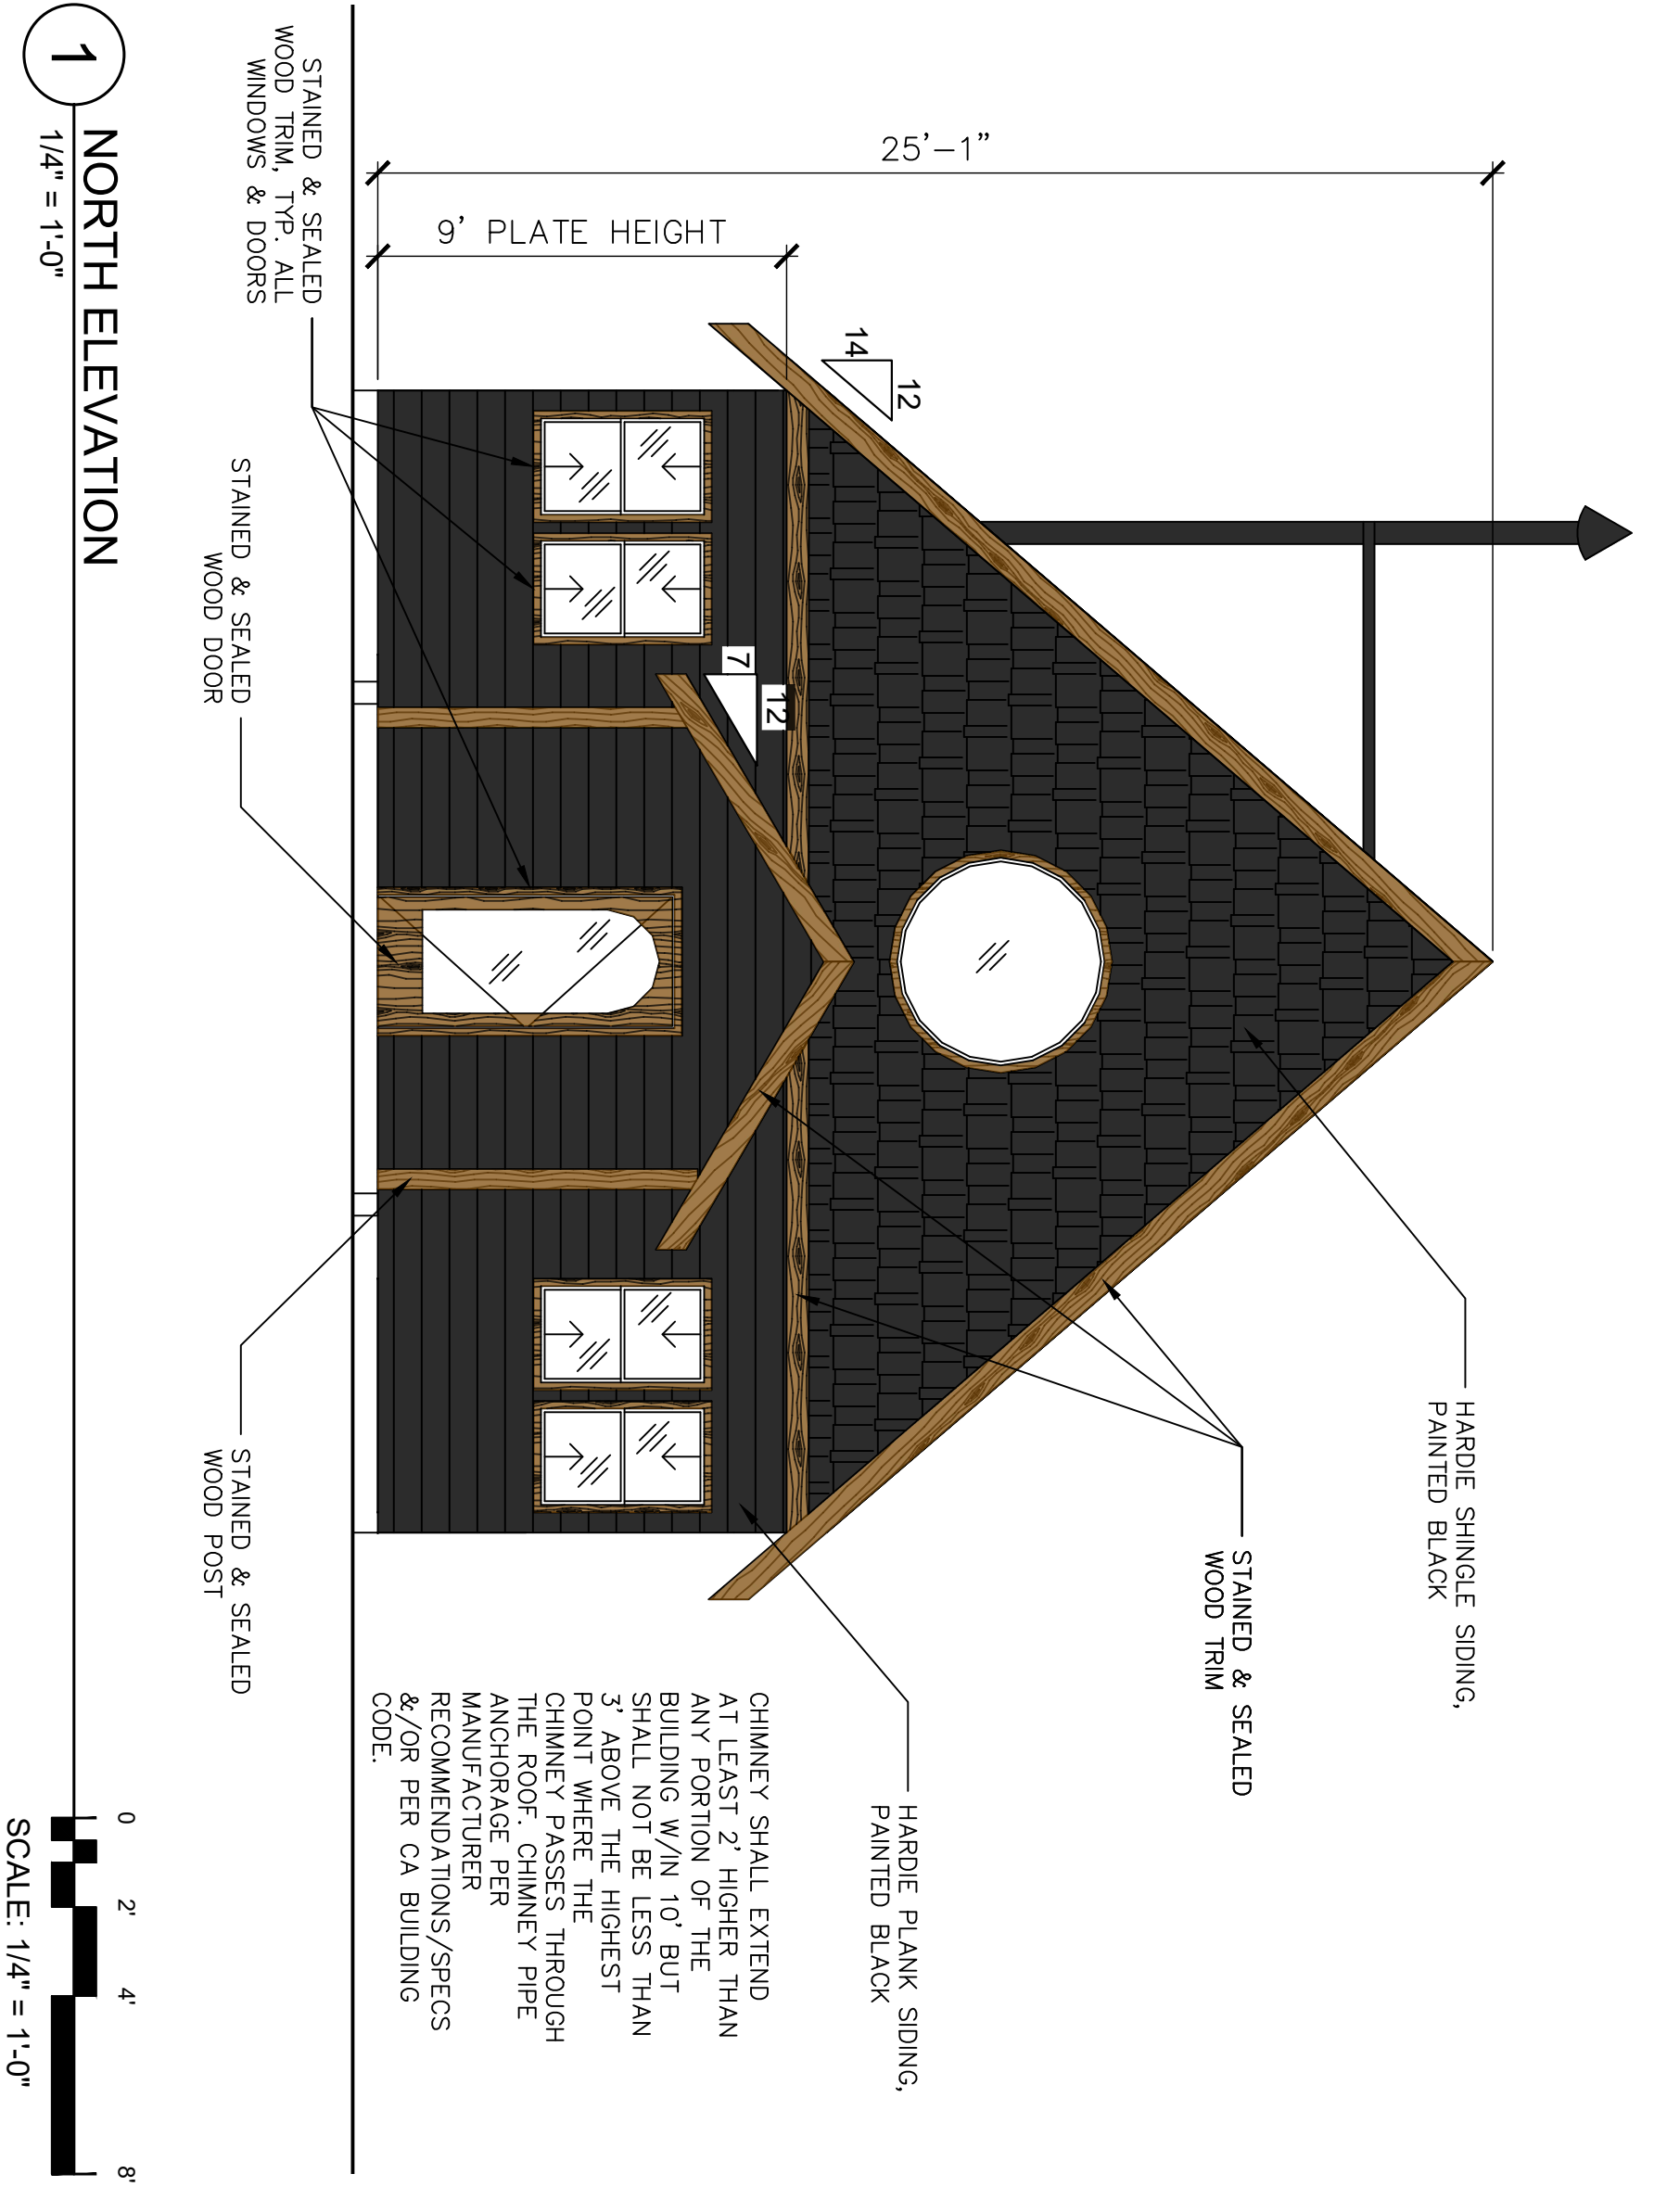 25'-1"
9' PLATE HEIGHT
14
12
7
12
HARDIE SHINGLE SIDING,
PAINTED BLACK
STAINED & SEALED
WOOD TRIM
HARDIE PLANK SIDING,
PAINTED BLACK
CHIMNEY SHALL EXTEND
AT LEAST 2' HIGHER THAN
ANY PORTION OF THE
BUILDING W/IN 10' BUT
SHALL NOT BE LESS THAN
3' ABOVE THE HIGHEST
POINT WHERE THE
CHIMNEY PASSES THROUGH
THE ROOF. CHIMNEY PIPE
ANCHORAGE PER
MANUFACTURER
RECOMMENDATIONS/SPECS
&/OR PER CA BUILDING
CODE.
STAINED & SEALED
WOOD TRIM, TYP. ALL
WINDOWS & DOORS
STAINED & SEALED
WOOD DOOR
STAINED & SEALED
WOOD POST
1
NORTH ELEVATION
1/4" = 1'-0"
0 2' 4' 8'
SCALE: 1/4" = 1'-0"